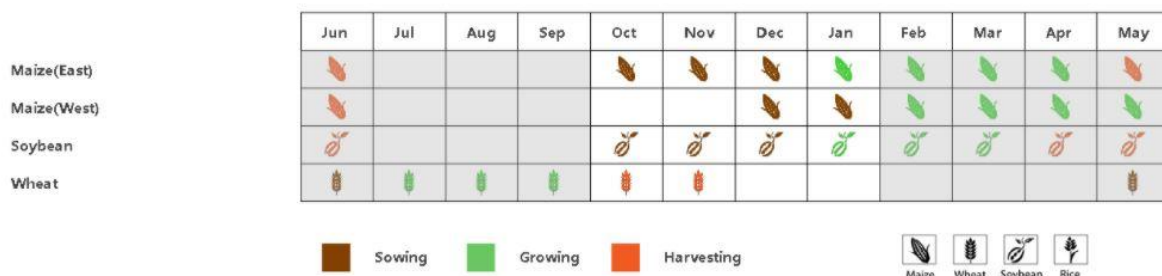 Jun Jul Aug Sep Oct Nov Dec Jan Feb Mar Apr May
Maize(East)
Maize(West)
Soybean
Wheat
Sowing Growing Harvesting
Maize Wheat Soybean Rice